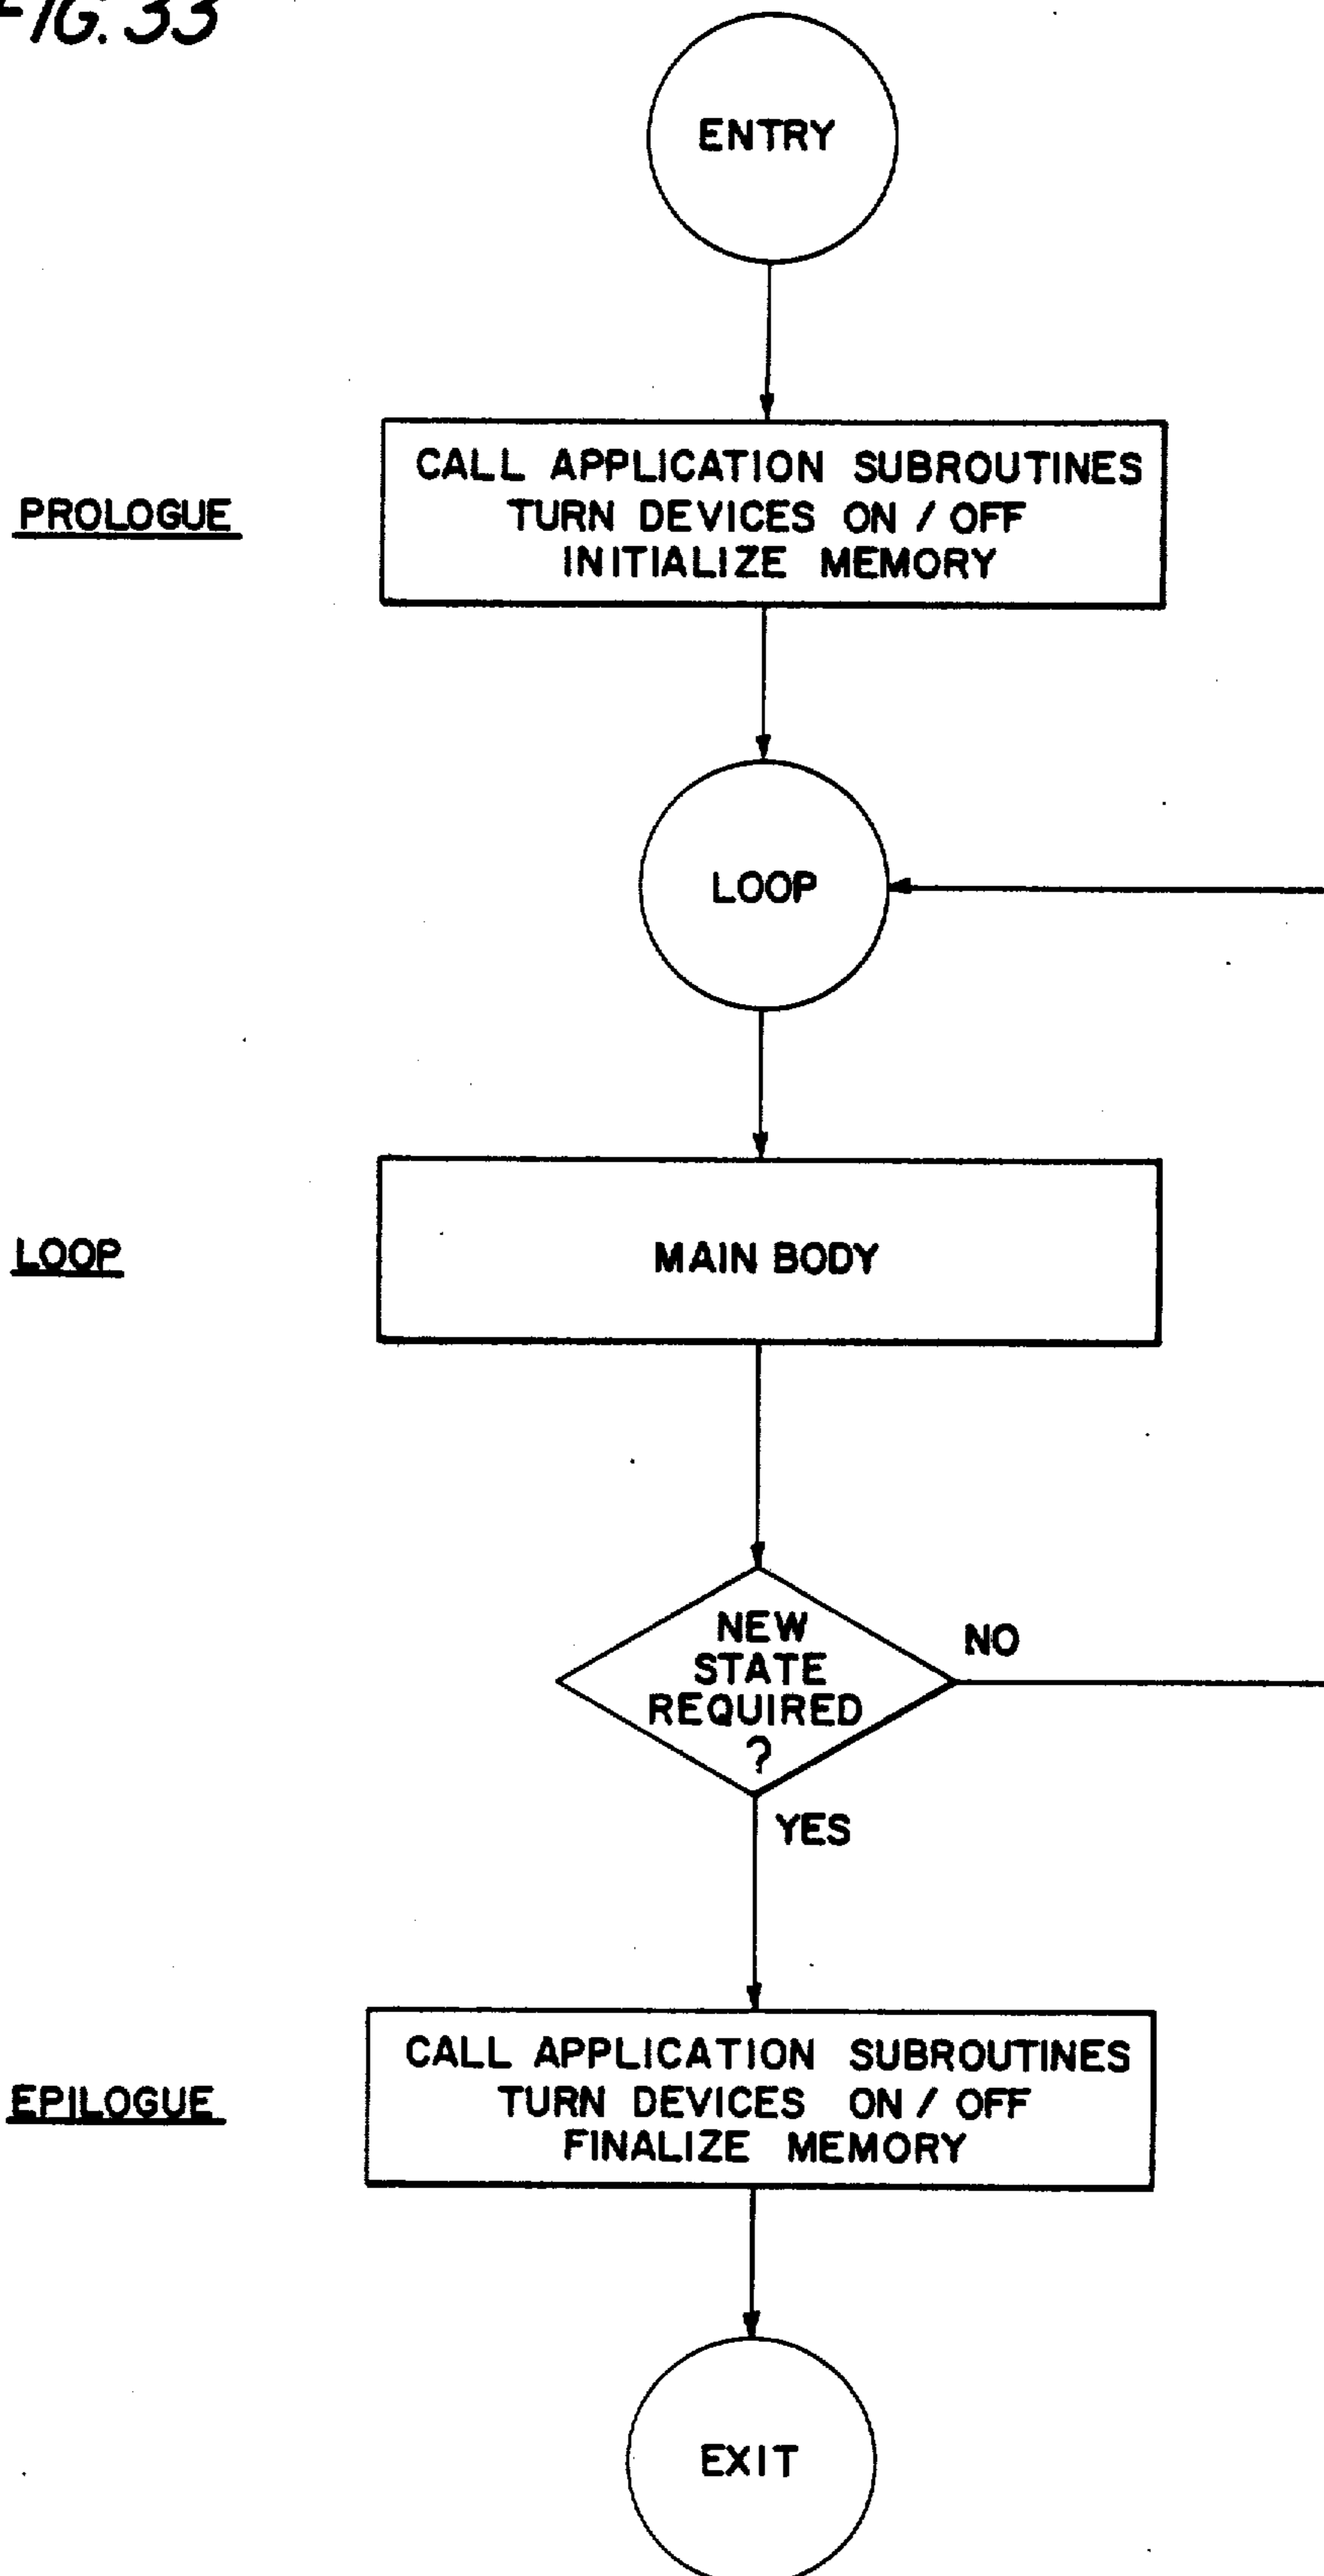 FIG. 33
ENTRY
PROLOGUE
CALL APPLICATION SUBROUTINES
TURN DEVICES ON / OFF
INITIALIZE MEMORY
LOOP
LOOP
MAIN BODY
NEW
STATE
REQUIRED
?
NO
YES
EPILOGUE
CALL APPLICATION SUBROUTINES
TURN DEVICES ON / OFF
FINALIZE MEMORY
EXIT